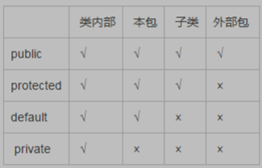 类内部 本包 子类 外部包
public √ √ √ √
protected √ √ √ ×
default √ √ × ×
private √ × × ×